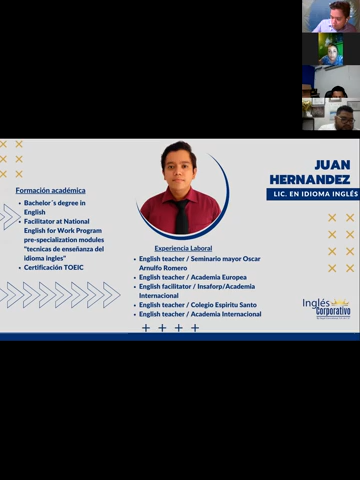 JUAN
HERNANDEZ
LIC. EN IDIOMA INGLÉS
Formación académica
• Bachelor´s degree in
English
• Facilitator at National
English for Work Program
pre-specialization modules
"tecnicas de enseñanza del
idioma ingles"
• Certificación TOEIC
Experiencia Laboral
• English teacher / Seminario mayor Oscar
Arnulfo Romero
• English teacher / Academia Europea
• English facilitator / Insaforp/Academia
Internacional
• English teacher / Colegio Espiritu Santo
• English teacher / Academia Internacional
Inglés
Corporativo